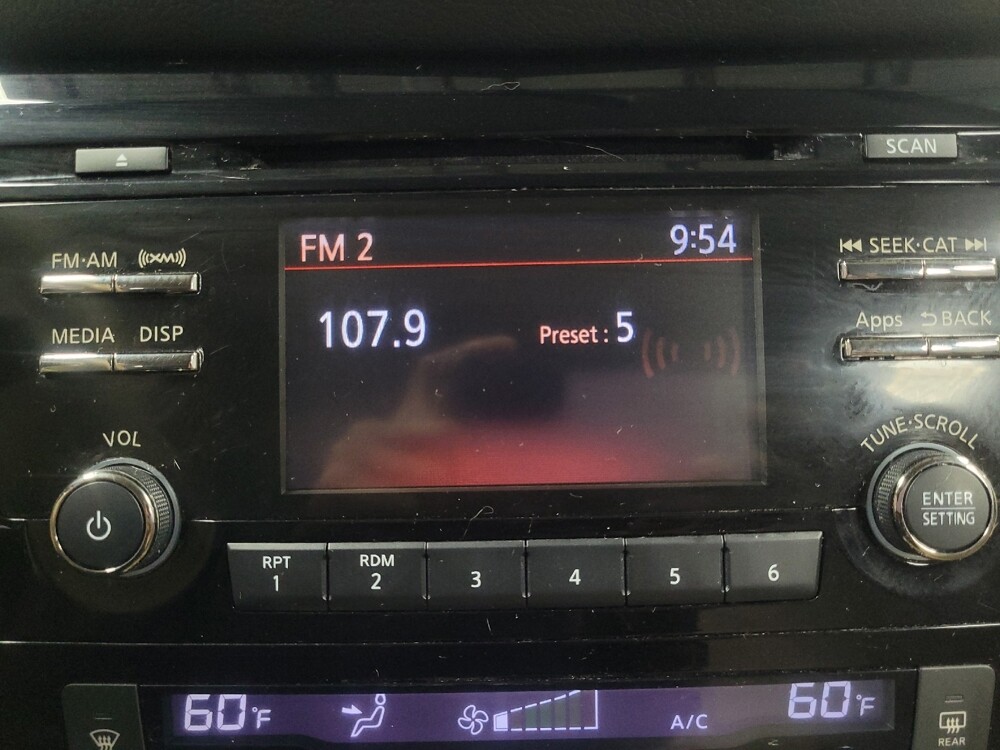 SCAN
FM·AM XM
SEEK·CAT
MEDIA DISP
Apps BACK
FM 2 9:54
107.9 Preset : 5
VOL
TUNE·SCROLL
ENTER
SETTING
RPT RDM
1 2 3 4 5 6
60°F A/C 60°F
REAR